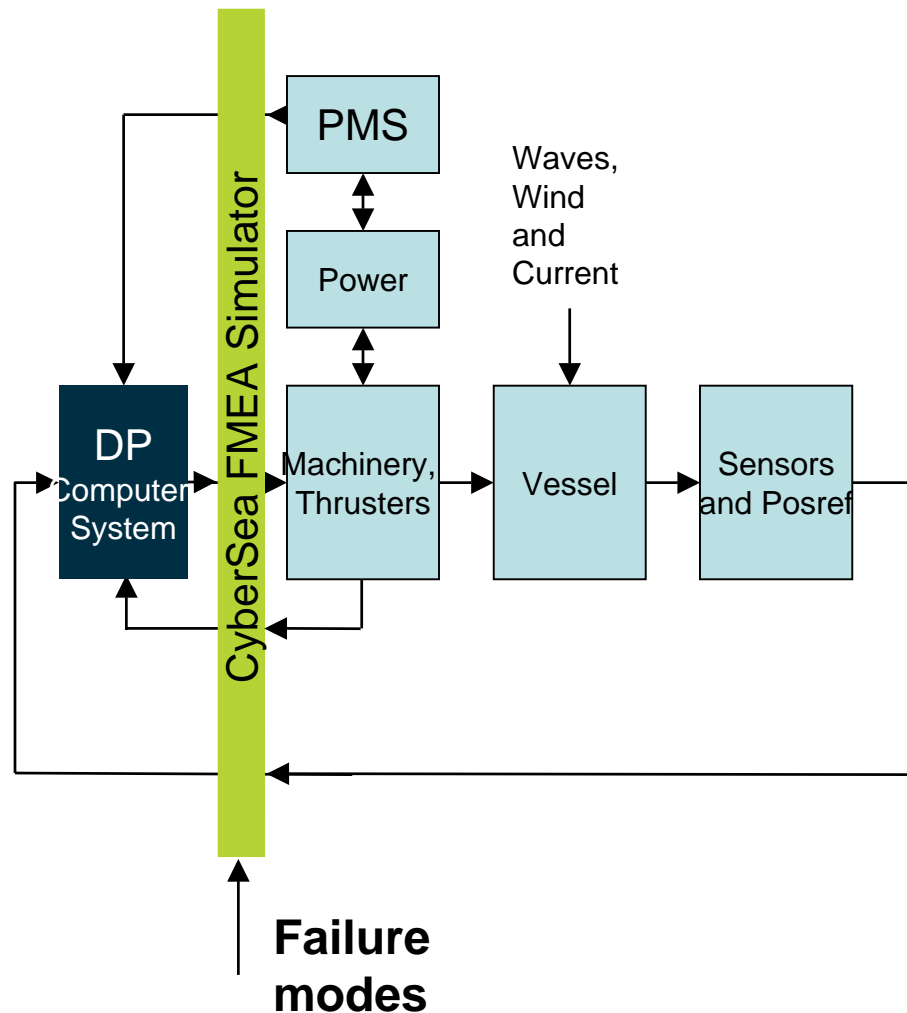 PMS
Waves,
Wind
and
Current
Power
CyberSea FMEA Simulator
DP
Computer
System
Machinery,
Thrusters
Vessel
Sensors
and Posref
Failure
modes